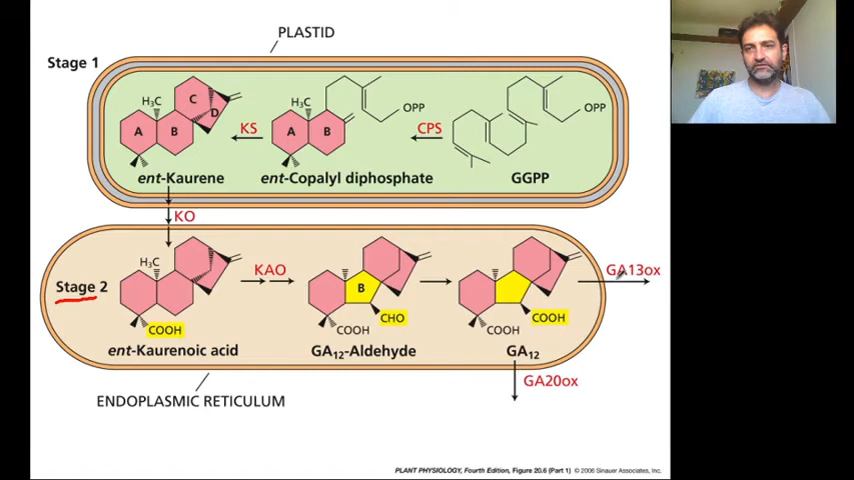 PLASTID
Stage 1
H₃C
C
D
A
B
KS
H₃C
A
B
OPP
CPS
OPP
ent-Kaurene
ent-Copalyl diphosphate
GGPP
KO
Stage 2
H₃C
COOH
KAO
B
CHO
COOH
COOH
COOH
GA13ox
ent-Kaurenoic acid
GA₁₂-Aldehyde
GA₁₂
GA20ox
ENDOPLASMIC RETICULUM
PLANT PHYSIOLOGY, Fourth Edition, Figure 20.6 (Part 1) © 2006 Sinauer Associates, Inc.